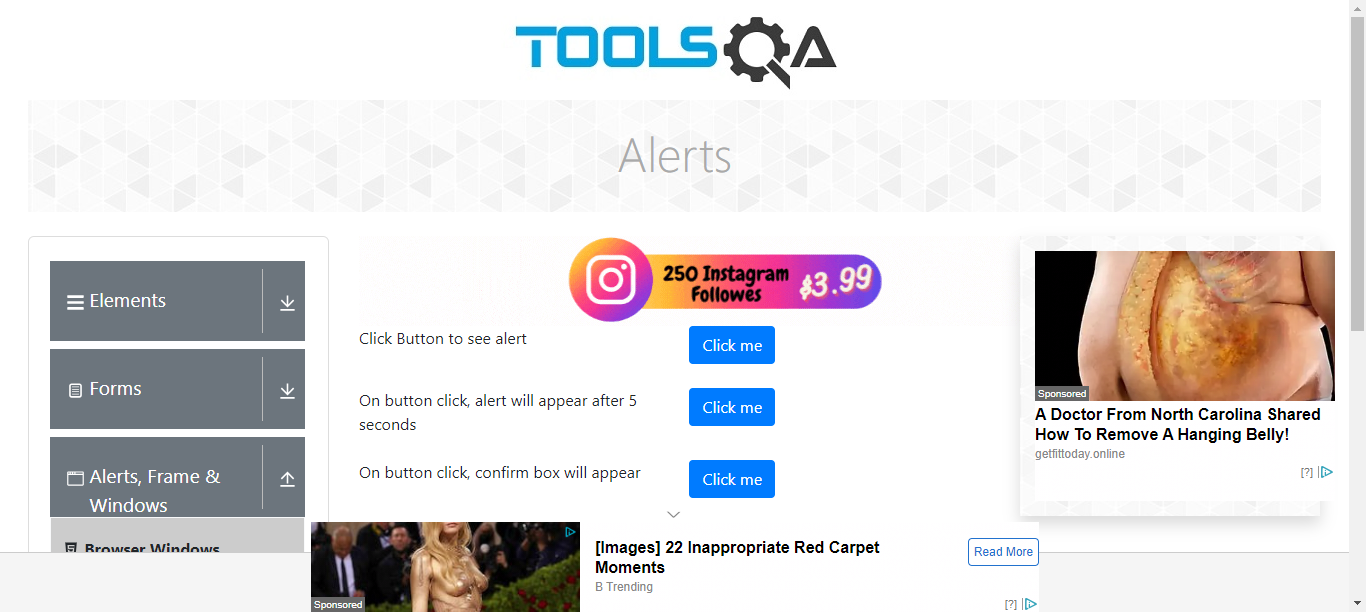 TOOLSQA
Alerts
Elements
Forms
Alerts, Frame &
Windows
Browser Windows
250 Instagram
Followes
$3.99
Click Button to see alert
Click me
On button click, alert will appear after 5
seconds
Click me
On button click, confirm box will appear
Click me
Sponsored
A Doctor From North Carolina Shared
How To Remove A Hanging Belly!
getfittoday.online
[?]
Sponsored
[Images] 22 Inappropriate Red Carpet
Moments
B Trending
Read More
[?]